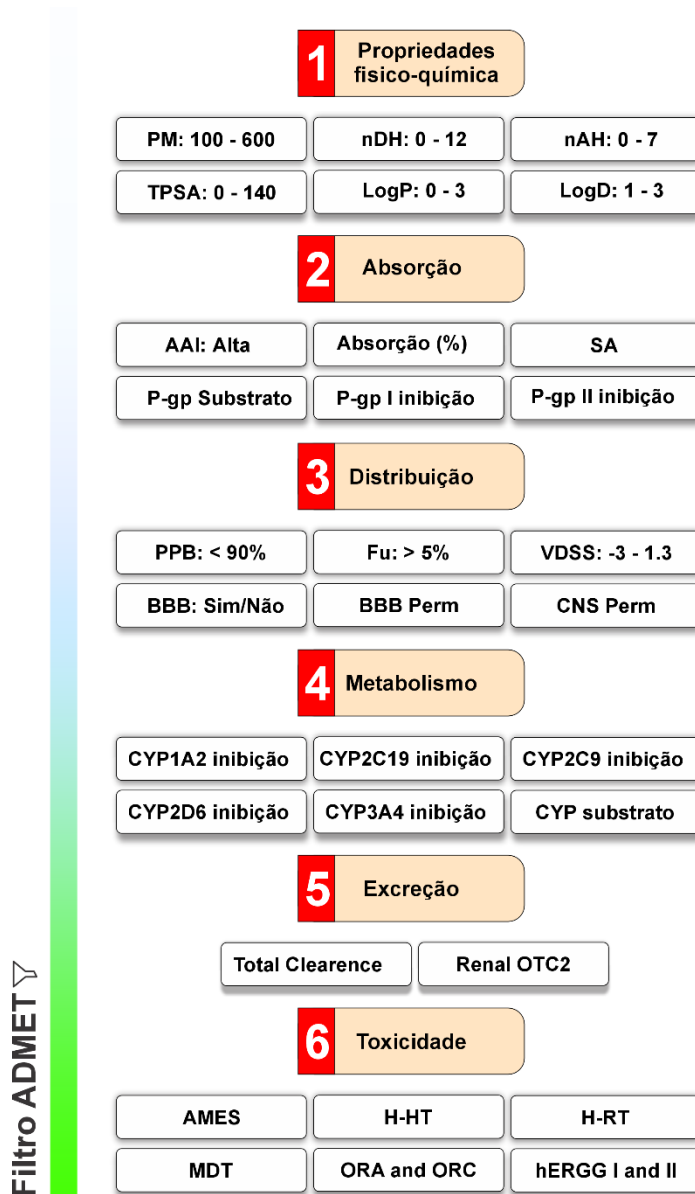 1
Propriedades
fisico-química
PM: 100 - 600
nDH: 0 - 12
nAH: 0 - 7
TPSA: 0 - 140
LogP: 0 - 3
LogD: 1 - 3
2
Absorção
AAI: Alta
Absorção (%)
SA
P-gp Substrato
P-gp I inibição
P-gp II inibição
3
Distribuição
PPB: < 90%
Fu: > 5%
VDSS: -3 - 1.3
BBB: Sim/Não
BBB Perm
CNS Perm
4
Metabolismo
CYP1A2 inibição
CYP2C19 inibição
CYP2C9 inibição
CYP2D6 inibição
CYP3A4 inibição
CYP substrato
5
Excreção
Total Clearence
Renal OTC2
6
Toxicidade
AMES
H-HT
H-RT
MDT
ORA and ORC
hERGG I and II
Filtro ADMET